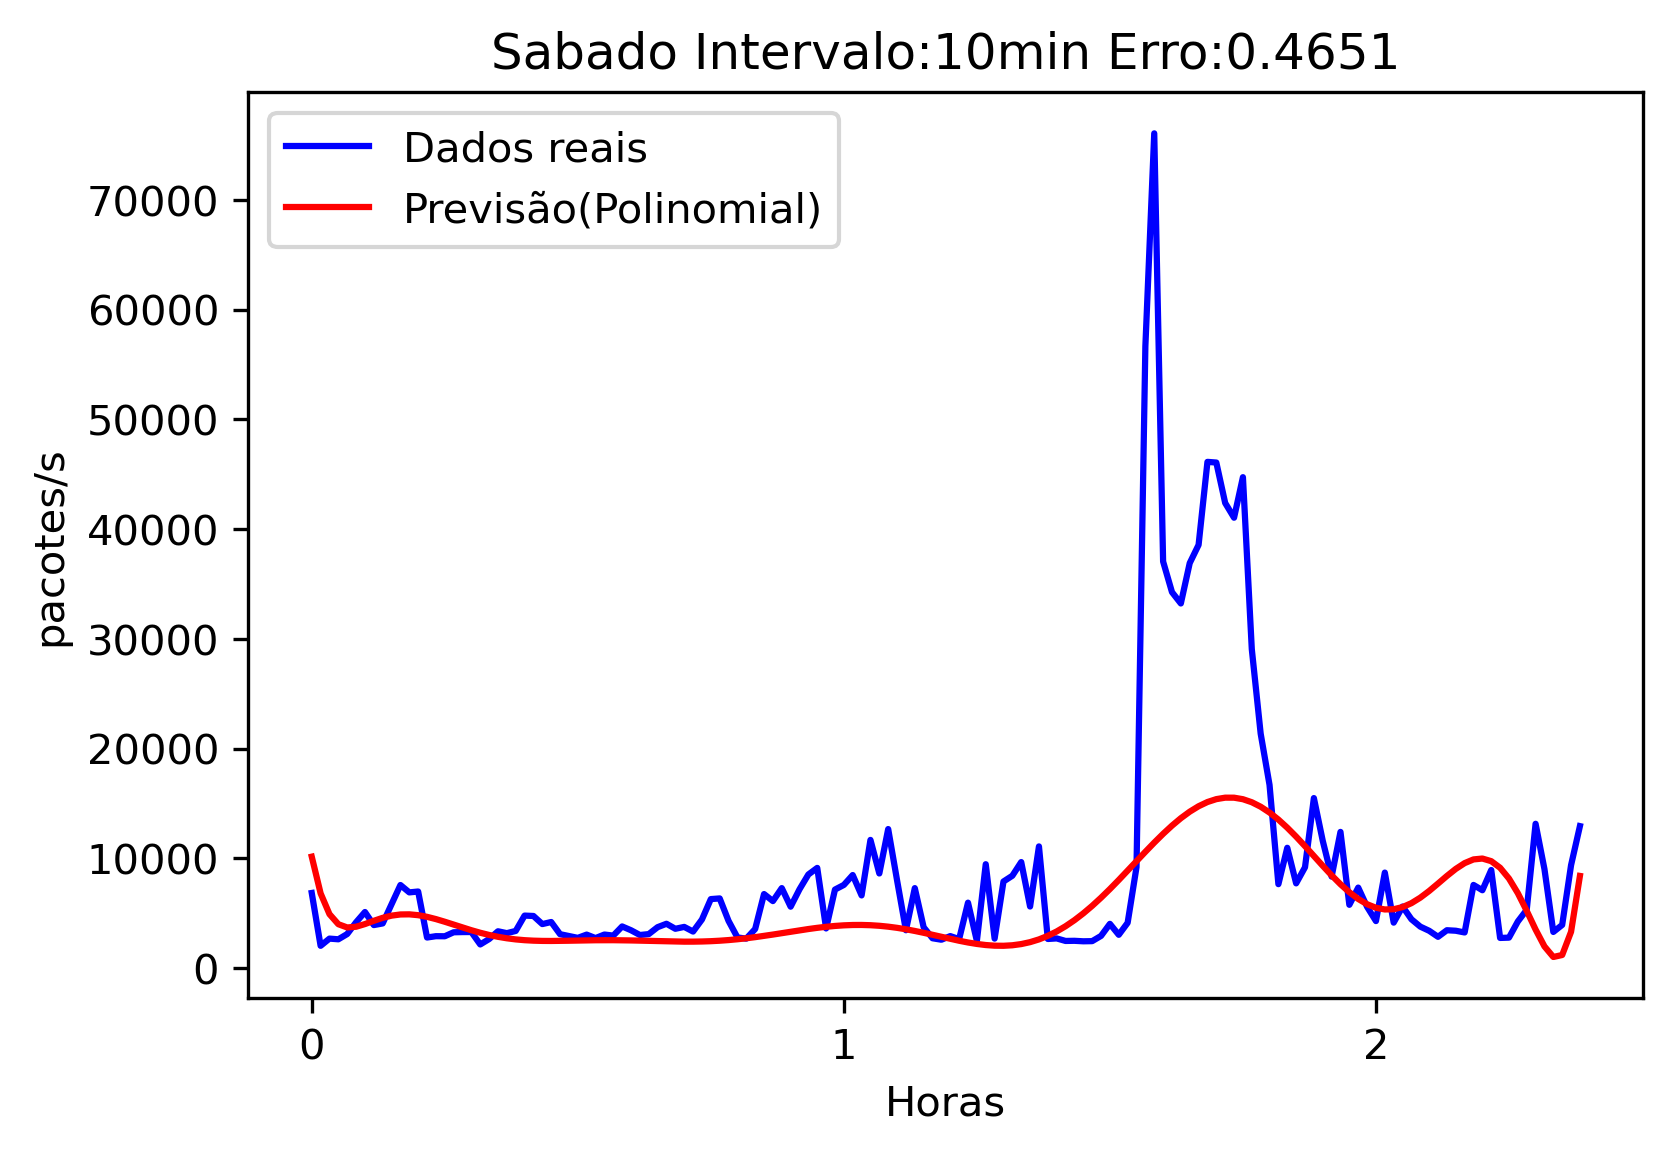 Sabado Intervalo:10min Erro:0.4651
Dados reais
Previsão(Polinomial)
70000
60000
50000
40000
30000
20000
10000
0
pacotes/s
0 1 2
Horas